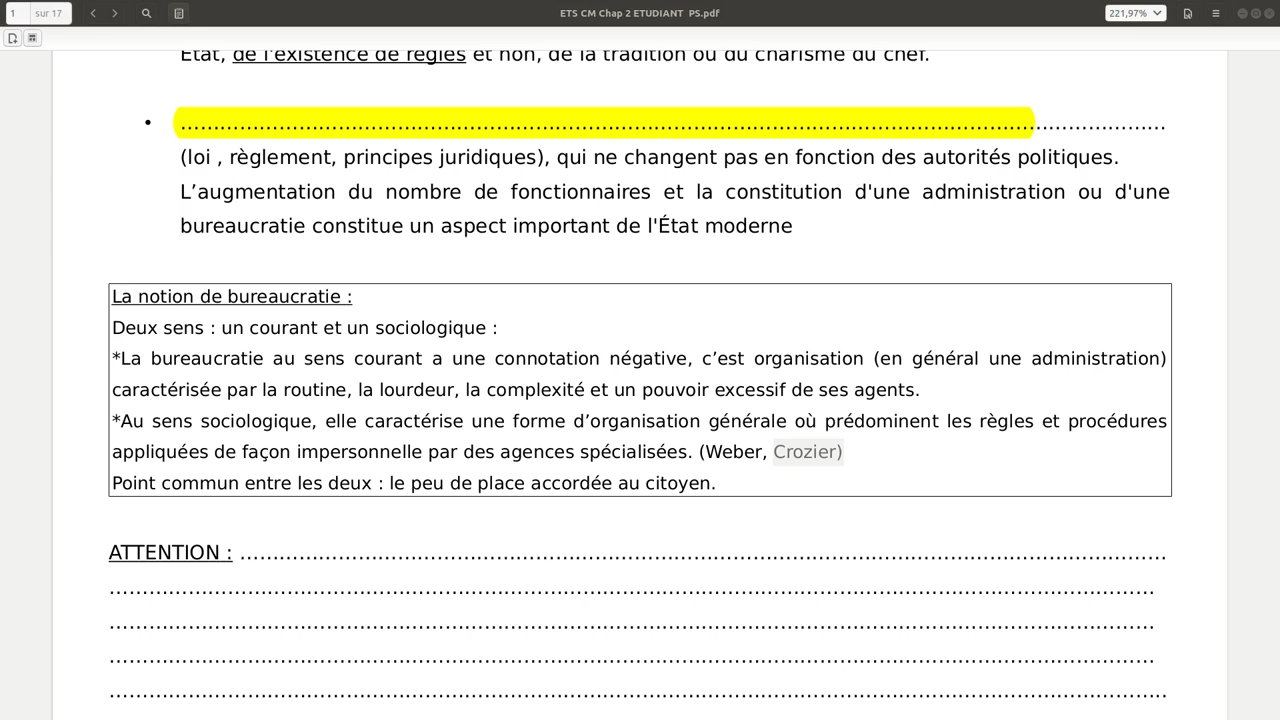 1 sur 17 ETS CM Chap 2 ETUDIANT PS.pdf 221,97%
État, de l'existence de règles et non, de la tradition ou du charisme du chef.
• ………………………………………………………………………………………………………………………………
(loi , règlement, principes juridiques), qui ne changent pas en fonction des autorités politiques.
L’augmentation du nombre de fonctionnaires et la constitution d'une administration ou d'une
bureaucratie constitue un aspect important de l'État moderne
La notion de bureaucratie :
Deux sens : un courant et un sociologique :
*La bureaucratie au sens courant a une connotation négative, c’est organisation (en général une administration)
caractérisée par la routine, la lourdeur, la complexité et un pouvoir excessif de ses agents.
*Au sens sociologique, elle caractérise une forme d’organisation générale où prédominent les règles et procédures
appliquées de façon impersonnelle par des agences spécialisées. (Weber, Crozier)
Point commun entre les deux : le peu de place accordée au citoyen.
ATTENTION : ………………………………………………………………………………………………………………………
………………………………………………………………………………………………………………………………………
………………………………………………………………………………………………………………………………………
………………………………………………………………………………………………………………………………………
………………………………………………………………………………………………………………………………………